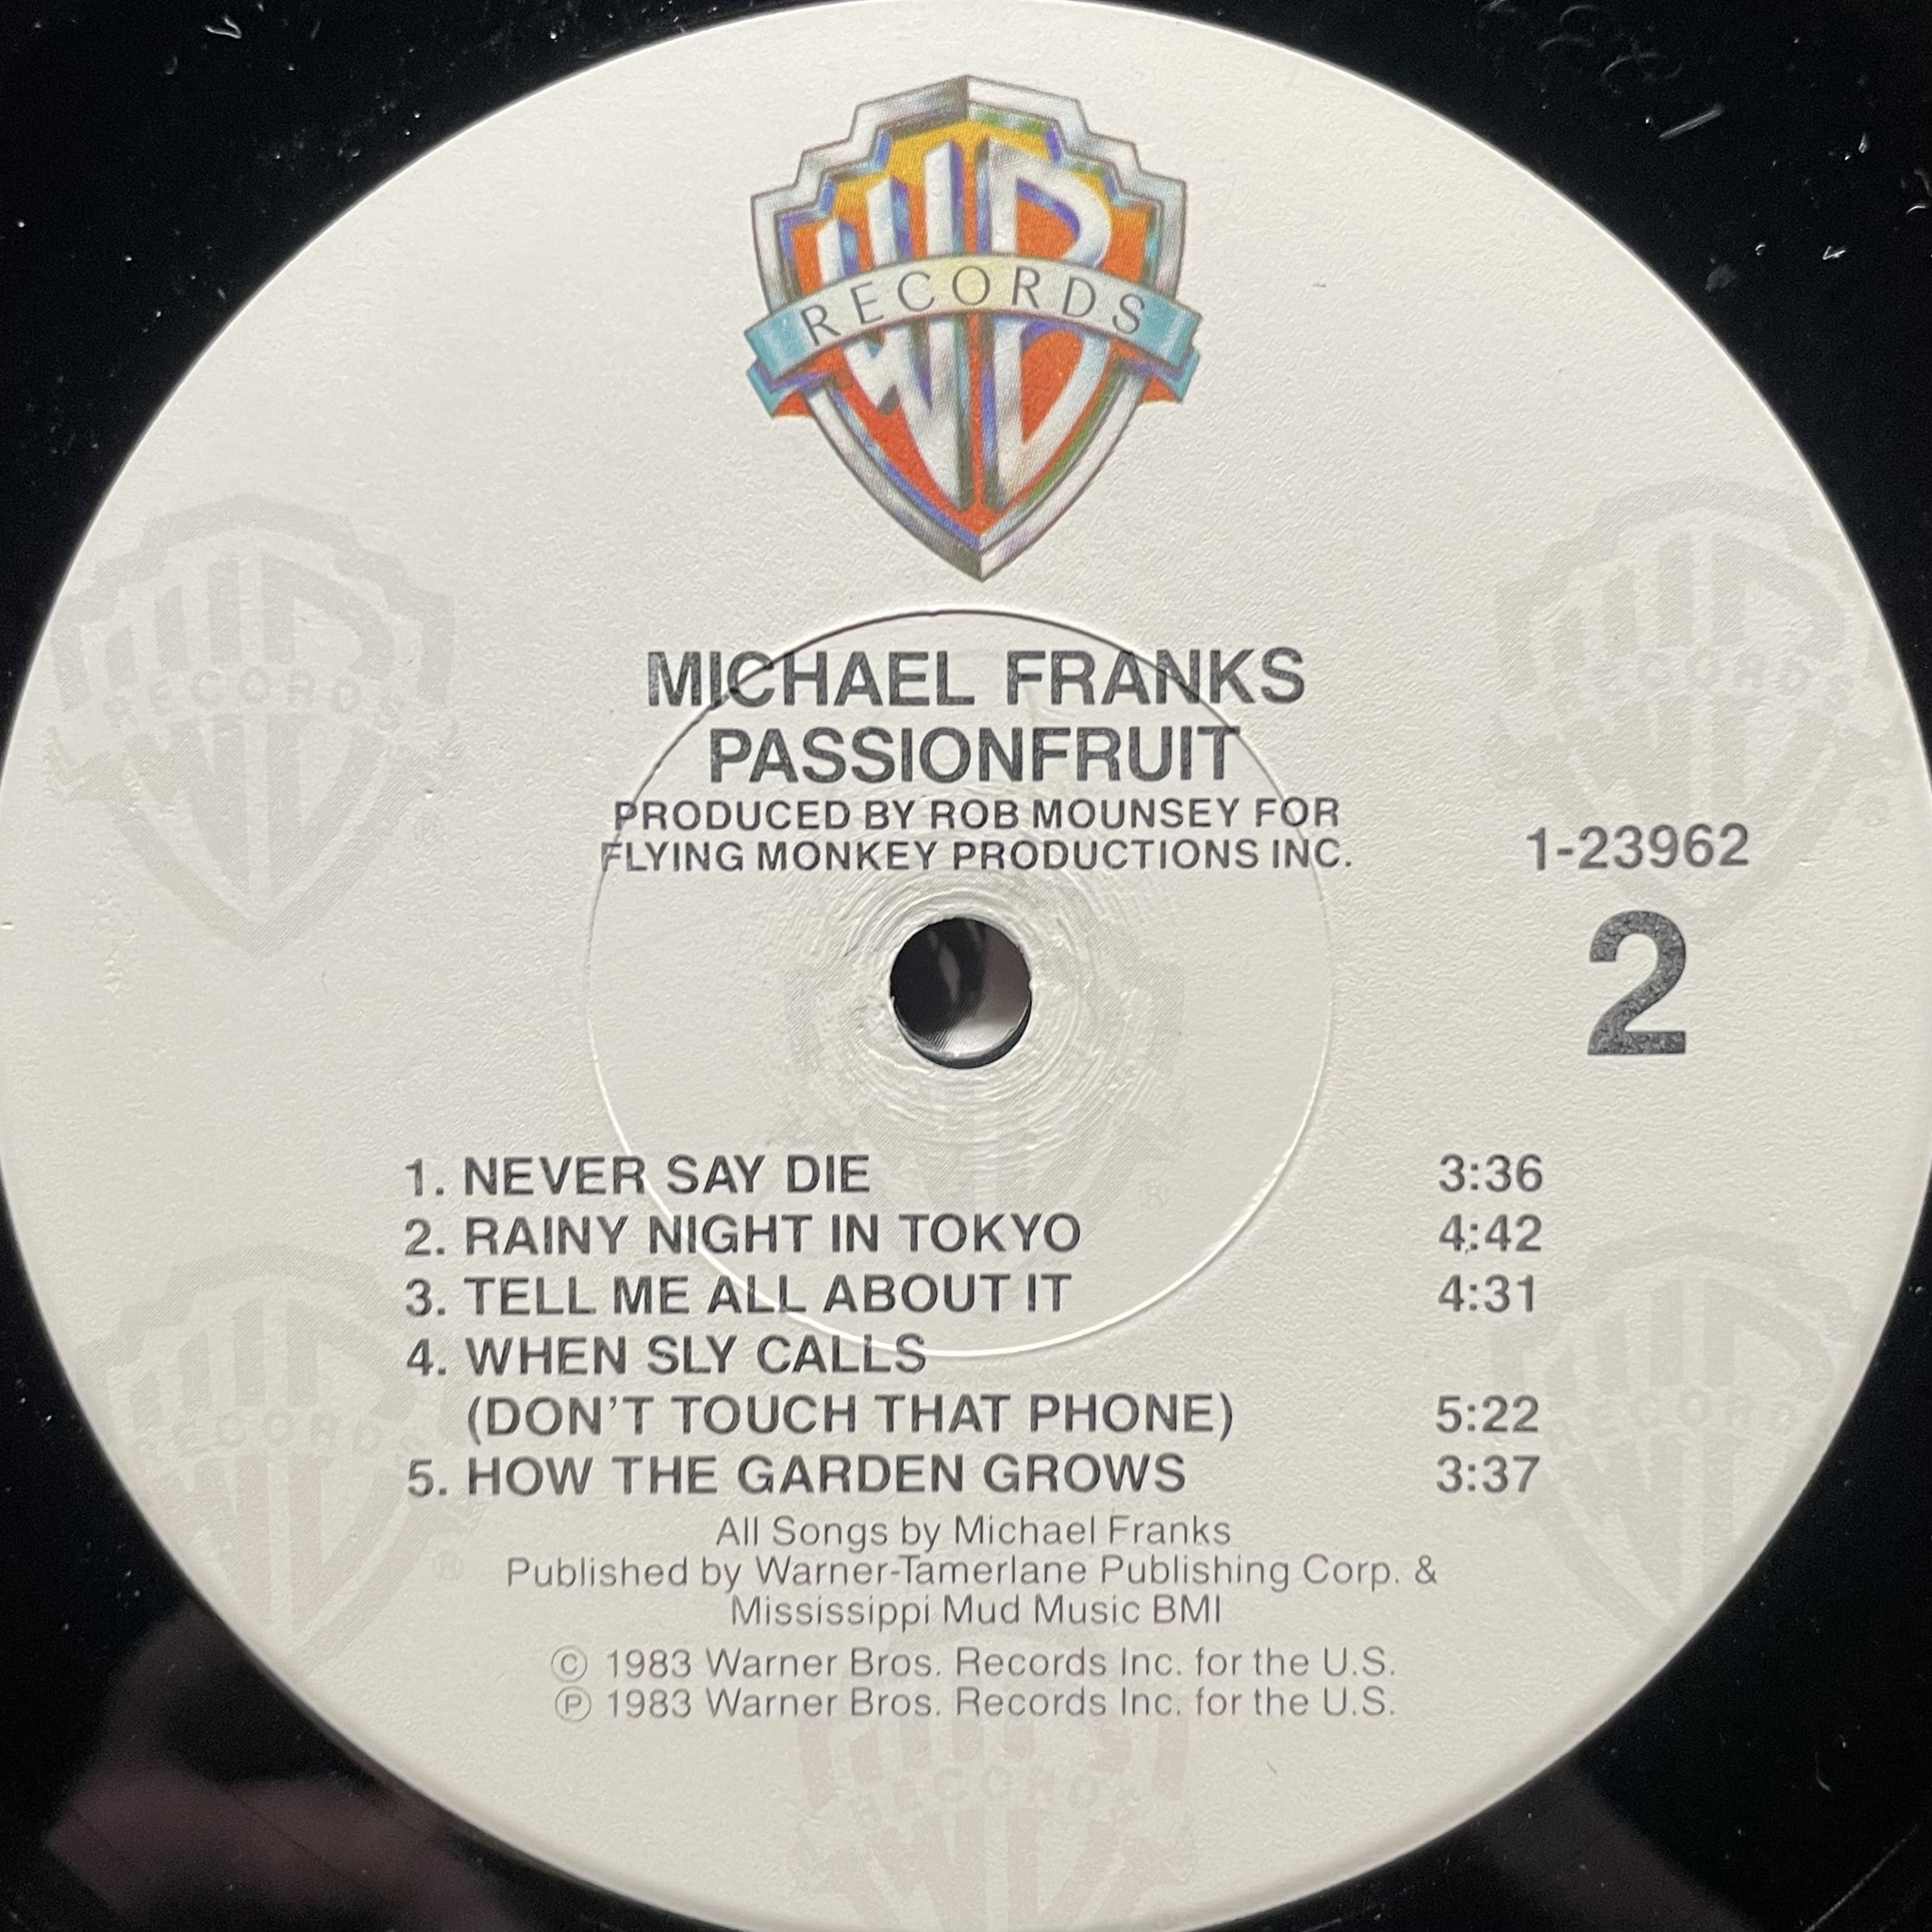 WB
RECORDS
MICHAEL FRANKS
PASSIONFRUIT
PRODUCED BY ROB MOUNSEY FOR
FLYING MONKEY PRODUCTIONS INC.
1-23962
2
1. NEVER SAY DIE 3:36
2. RAINY NIGHT IN TOKYO 4:42
3. TELL ME ALL ABOUT IT 4:31
4. WHEN SLY CALLS
(DON'T TOUCH THAT PHONE) 5:22
5. HOW THE GARDEN GROWS 3:37
All Songs by Michael Franks
Published by Warner-Tamerlane Publishing Corp. &
Mississippi Mud Music BMI
© 1983 Warner Bros. Records Inc. for the U.S.
℗ 1983 Warner Bros. Records Inc. for the U.S.